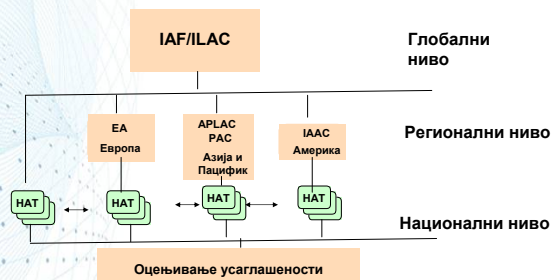 IAF/ILAC
Глобални
ниво
EA
Европа
APLAC
PAC
Азија и
Пацифик
IAAC
Америка
Регионални ниво
НАТ
НАТ
НАТ
НАТ
Национални ниво
Оцењивање усаглашености